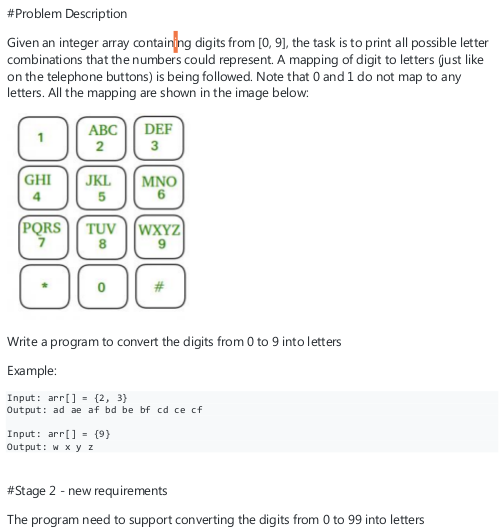 #Problem Description
Given an integer array containing digits from [0, 9], the task is to print all possible letter
combinations that the numbers could represent. A mapping of digit to letters (just like
on the telephone buttons) is being followed. Note that 0 and 1 do not map to any
letters. All the mapping are shown in the image below:
1 ABC DEF
2 3
GHI JKL MNO
4 5 6
PQRS TUV WXYZ
7 8 9
* 0 #
Write a program to convert the digits from 0 to 9 into letters
Example:
Input: arr[] = {2, 3}
Output: ad ae af bd be bf cd ce cf
Input: arr[] = {9}
Output: w x y z
#Stage 2 - new requirements
The program need to support converting the digits from 0 to 99 into letters